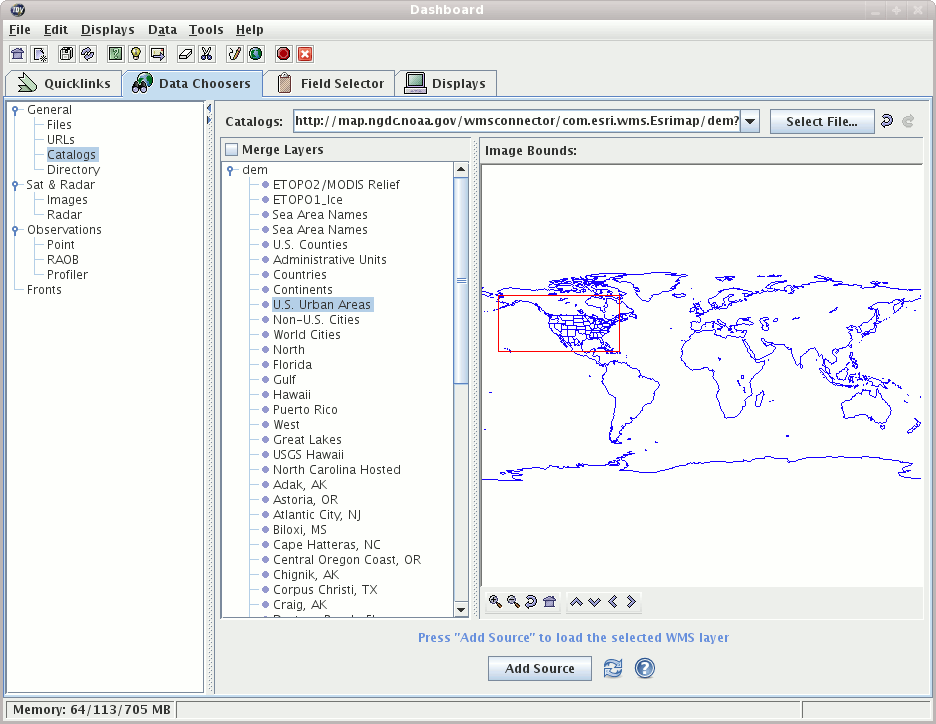 IDV
Dashboard
File Edit Displays Data Tools Help
Quicklinks Data Choosers Field Selector Displays
General
Files
URLs
Catalogs
Directory
Sat & Radar
Images
Radar
Observations
Point
RAOB
Profiler
Fronts
Catalogs: http://map.ngdc.noaa.gov/wmsconnector/com.esri.wms.Esrimap/dem? Select File...
Merge Layers
dem
ETOPO2/MODIS Relief
ETOPO1_Ice
Sea Area Names
Sea Area Names
U.S. Counties
Administrative Units
Countries
Continents
U.S. Urban Areas
Non-U.S. Cities
World Cities
North
Florida
Gulf
Hawaii
Puerto Rico
West
Great Lakes
USGS Hawaii
North Carolina Hosted
Adak, AK
Astoria, OR
Atlantic City, NJ
Biloxi, MS
Cape Hatteras, NC
Central Oregon Coast, OR
Chignik, AK
Corpus Christi, TX
Craig, AK
Image Bounds:
Press "Add Source" to load the selected WMS layer
Add Source
Memory: 64/113/705 MB